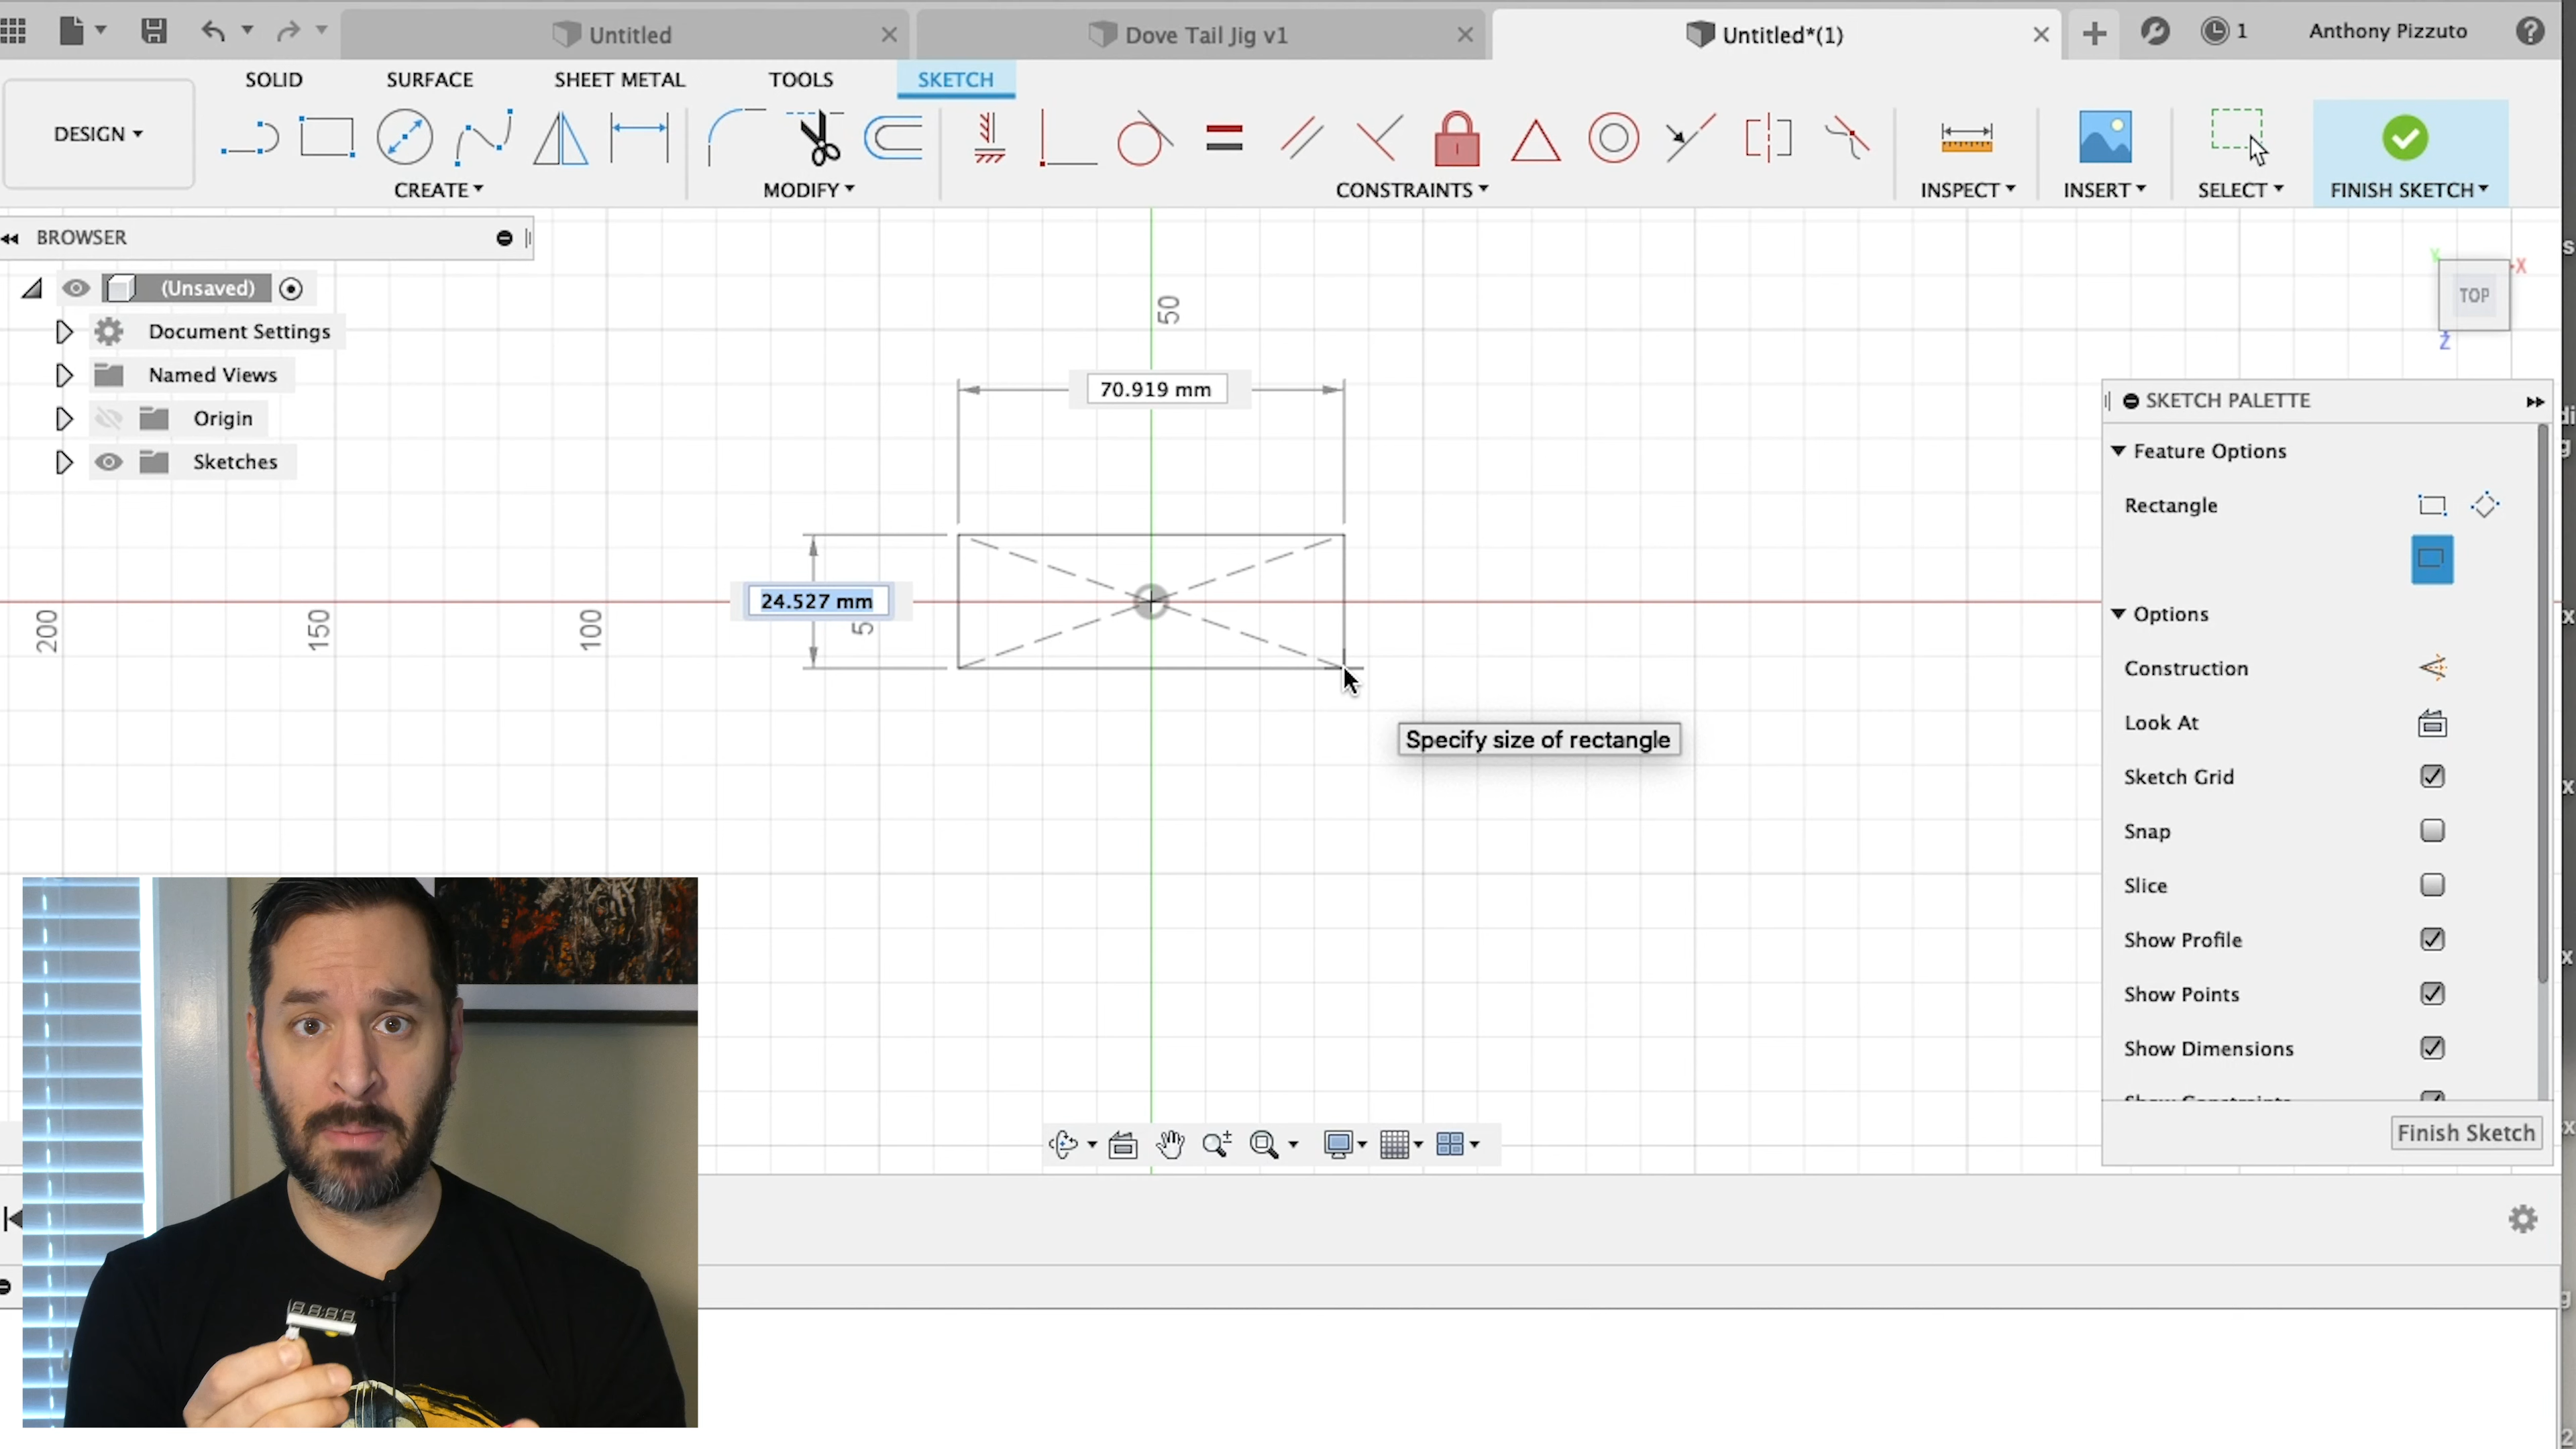 Untitled
Dove Tail Jig v1
Untitled*(1)
1
Anthony Pizzuto
SOLID
SURFACE
SHEET METAL
TOOLS
SKETCH
DESIGN
CREATE
MODIFY
CONSTRAINTS
INSPECT
INSERT
SELECT
FINISH SKETCH
BROWSER
(Unsaved)
Document Settings
Named Views
Origin
Sketches
50
70.919 mm
24.527 mm
200
150
100
5
Specify size of rectangle
Y
X
TOP
Z
SKETCH PALETTE
Feature Options
Rectangle
Options
Construction
Look At
Sketch Grid
Snap
Slice
Show Profile
Show Points
Show Dimensions
Finish Sketch